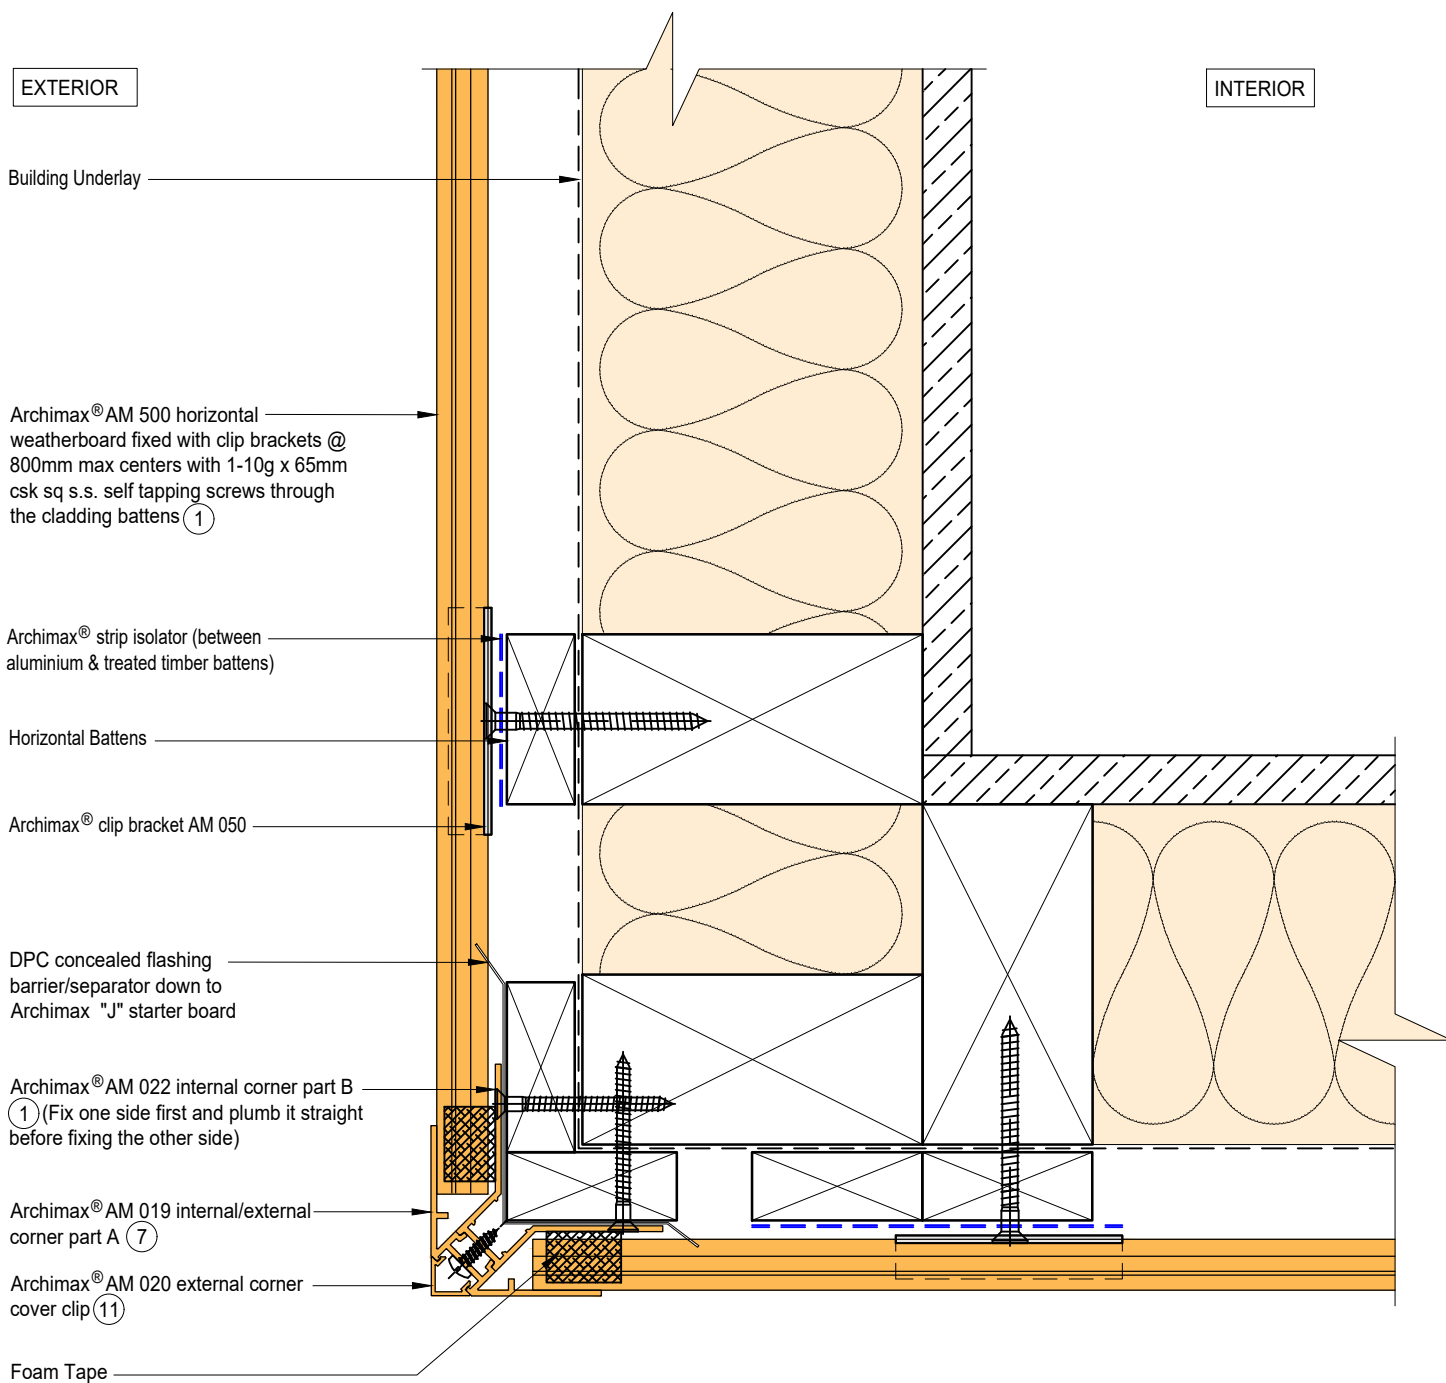 EXTERIOR
INTERIOR
Building Underlay
Archimax® AM 500 horizontal
weatherboard fixed with clip brackets @
800mm max centers with 1-10g x 65mm
csk sq s.s. self tapping screws through
the cladding battens 1
Archimax® strip isolator (between
aluminium & treated timber battens)
Horizontal Battens
Archimax® clip bracket AM 050
DPC concealed flashing
barrier/separator down to
Archimax "J" starter board
Archimax® AM 022 internal corner part B
1 (Fix one side first and plumb it straight
before fixing the other side)
Archimax® AM 019 internal/external
corner part A 7
Archimax® AM 020 external corner
cover clip 11
Foam Tape